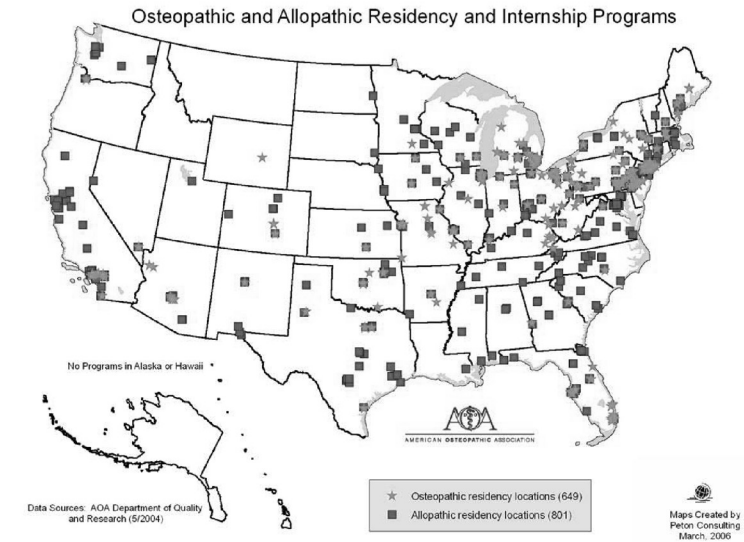 Osteopathic and Allopathic Residency and Internship Programs
No Programs in Alaska or Hawaii
AOA
AMERICAN OSTEOPATHIC ASSOCIATION
Data Sources: AOA Department of Quality
and Research (5/2004)
Osteopathic residency locations (649)
Allopathic residency locations (801)
Maps Created by
Peton Consulting
March, 2006